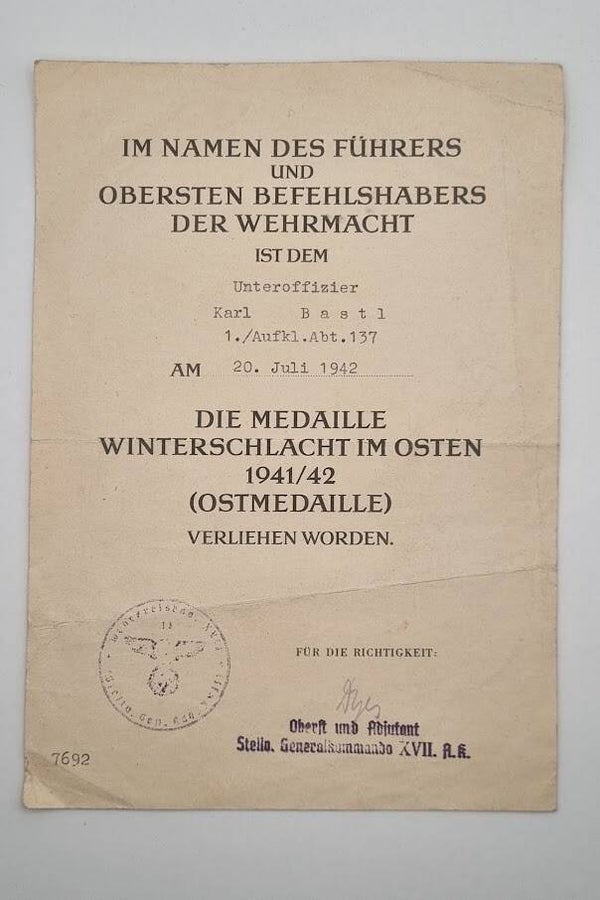 IM NAMEN DES FÜHRERS
UND
OBERSTEN BEFEHLSHABERS
DER WEHRMACHT
IST DEM
Unteroffizier
Karl B a s t l
1./Aufkl.Abt.137
AM 20. Juli 1942
DIE MEDAILLE
WINTERSCHLACHT IM OSTEN
1941/42
(OSTMEDAILLE)
VERLIEHEN WORDEN.
FÜR DIE RICHTIGKEIT:
Oberst und Adjutant
Stellv. Generalkommando XVII. A.K.
7692